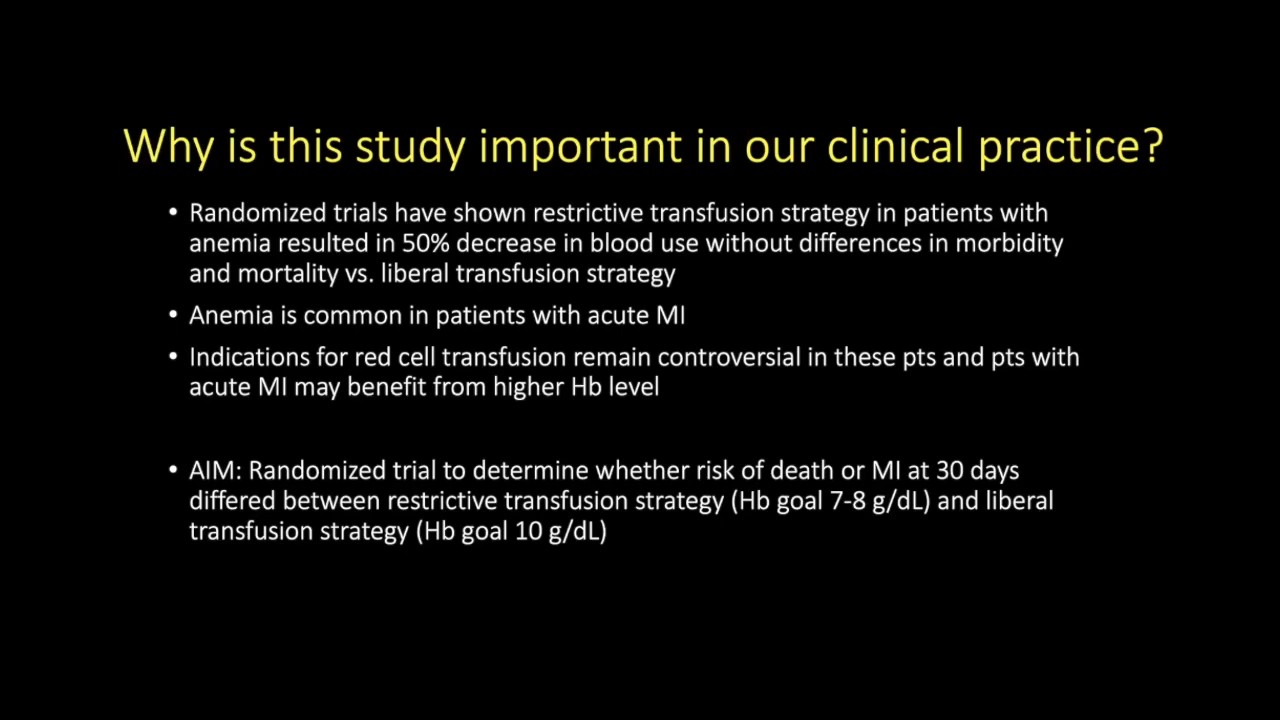 Why is this study important in our clinical practice?
• Randomized trials have shown restrictive transfusion strategy in patients with
anemia resulted in 50% decrease in blood use without differences in morbidity
and mortality vs. liberal transfusion strategy
• Anemia is common in patients with acute MI
• Indications for red cell transfusion remain controversial in these pts and pts with
acute MI may benefit from higher Hb level
• AIM: Randomized trial to determine whether risk of death or MI at 30 days
differed between restrictive transfusion strategy (Hb goal 7-8 g/dL) and liberal
transfusion strategy (Hb goal 10 g/dL)